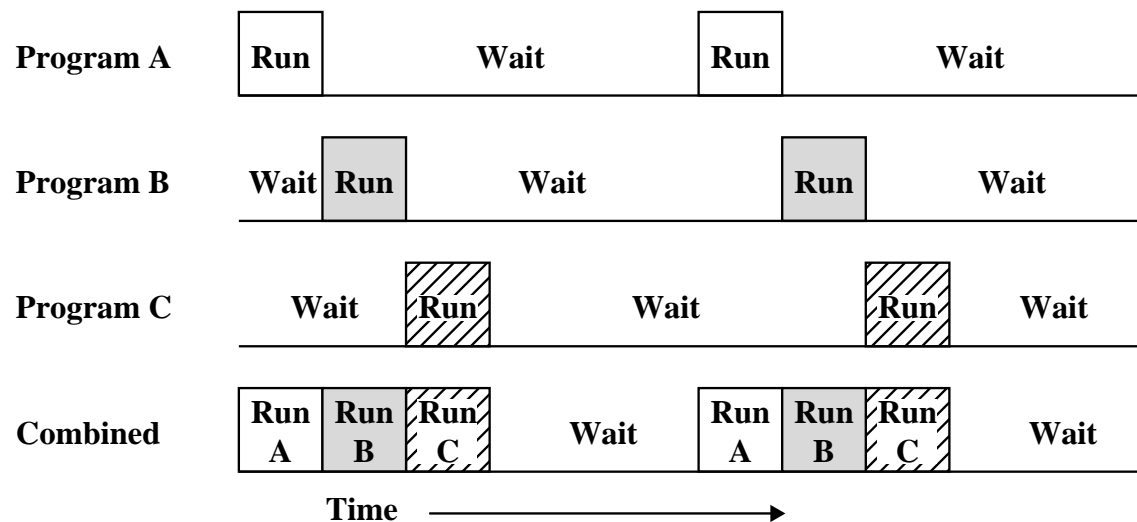 Program A Run Wait Run Wait
Program B Wait Run Wait Run Wait
Program C Wait Run Wait Run Wait
Run Run Run Run Run Run
Combined Wait Wait
A B C A B C
Time